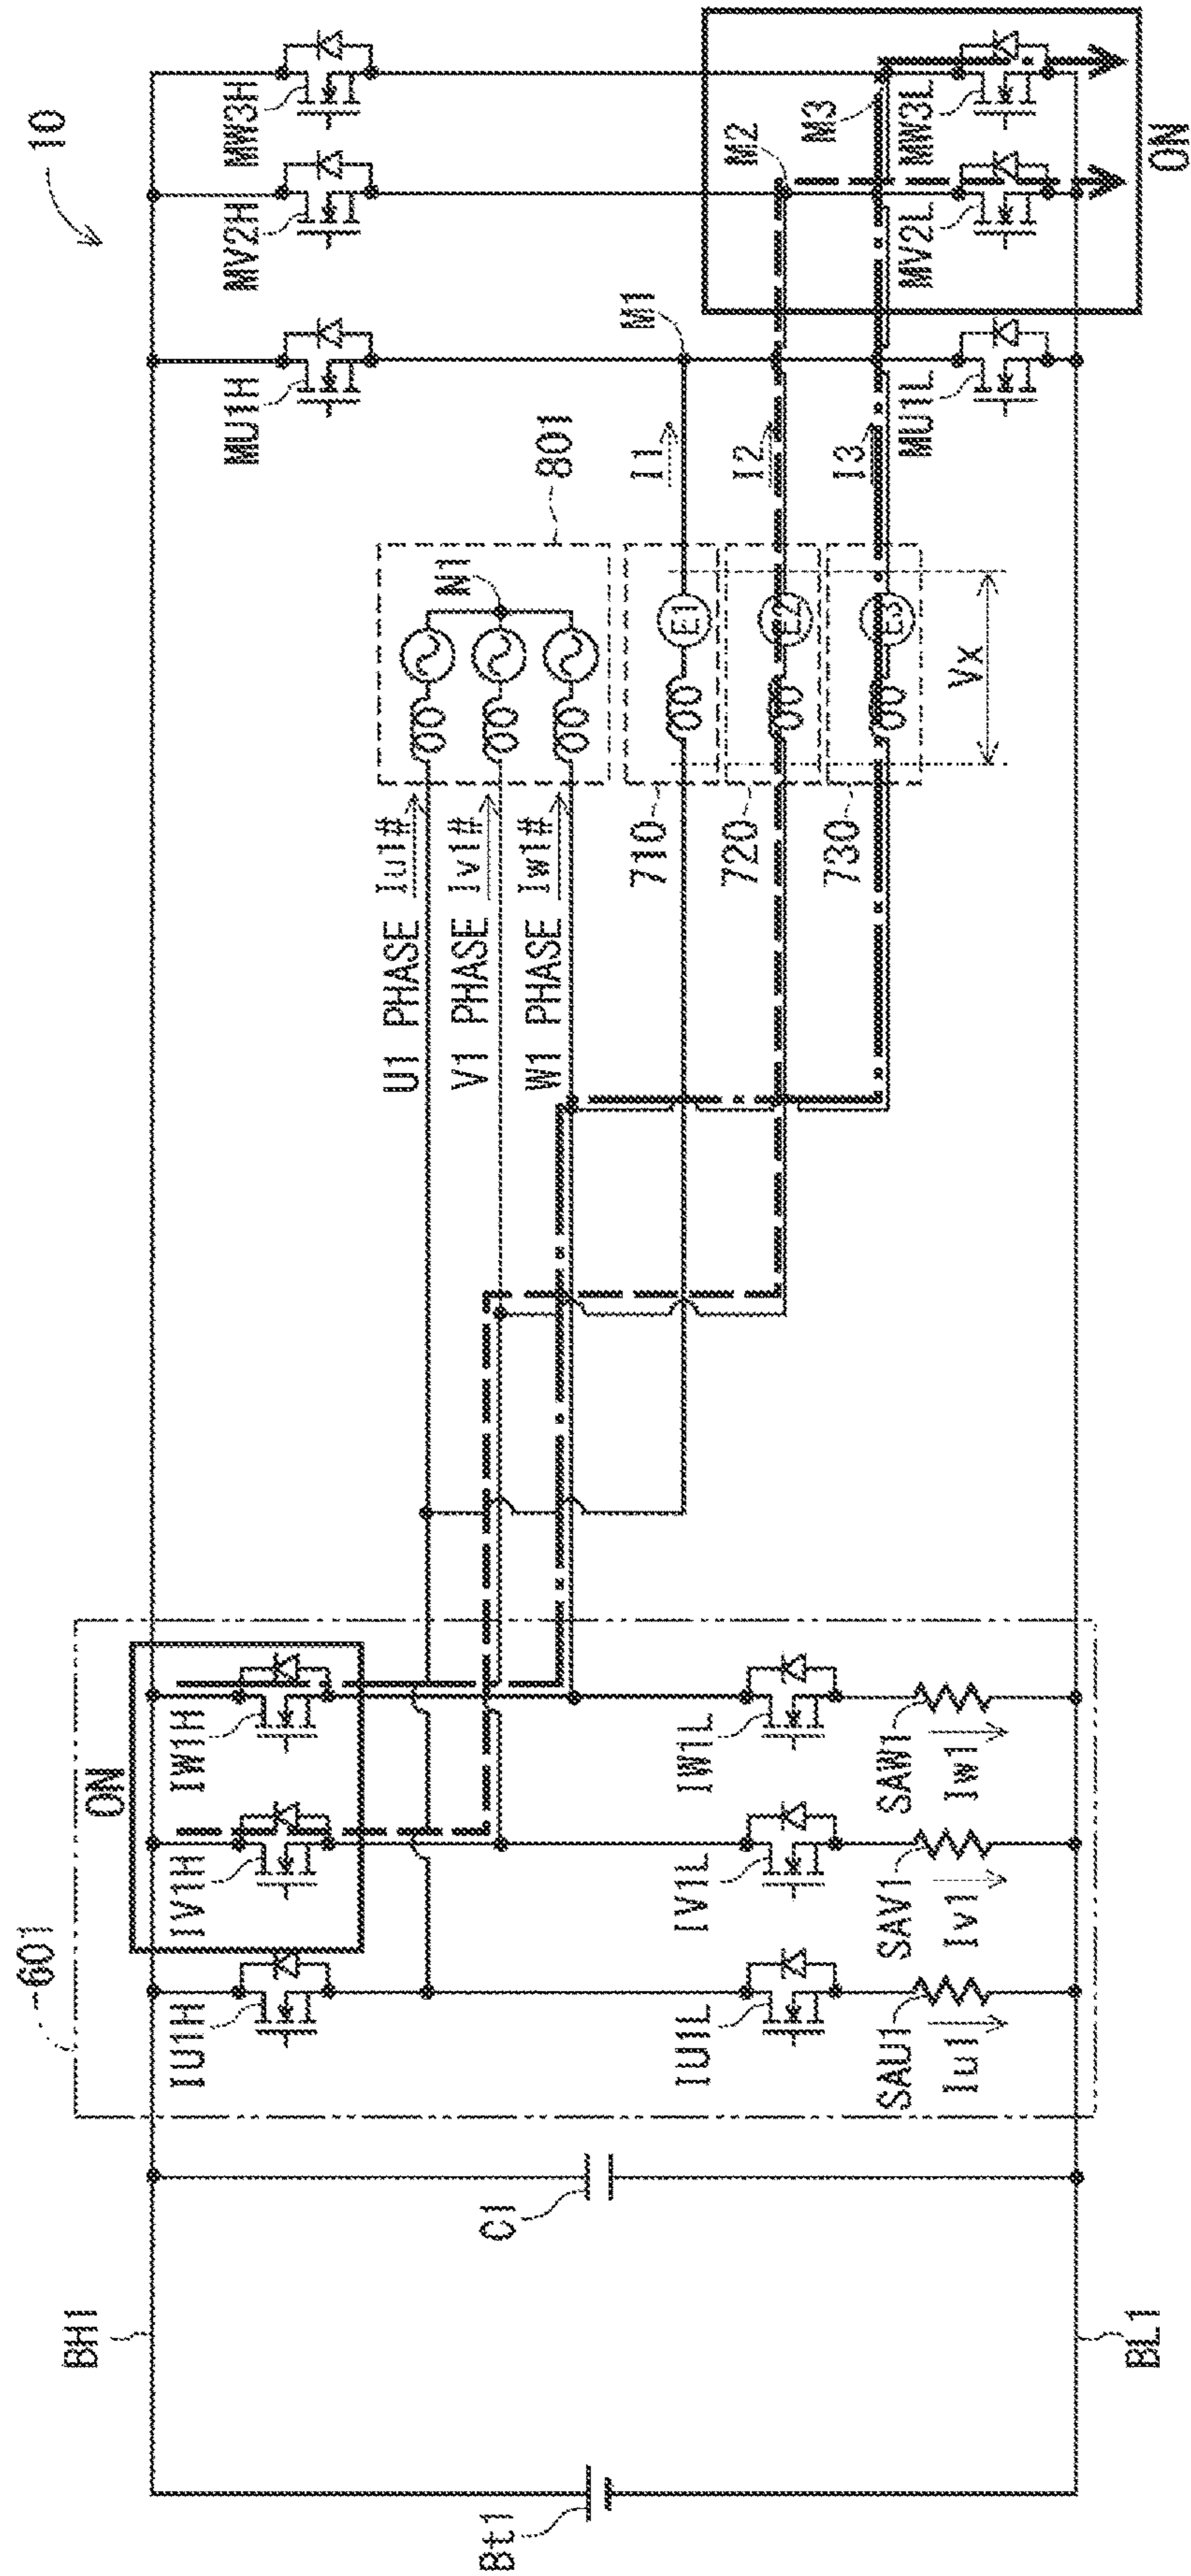 10
601
BH1
Bt1
C1
ON
IU1H
IV1H
IW1H
IU1L
IV1L
IW1L
SAU1
SAV1
SAW1
Iu1
Iv1
Iw1
BL1
U1 PHASE Iu1#
V1 PHASE Iv1#
W1 PHASE Iw1#
N1
801
710
720
730
E1
E2
E3
Vx
I1
I2
I3
M1
M2
M3
MU1H
MV2H
MW3H
MU1L
MV2L
MW3L
ON